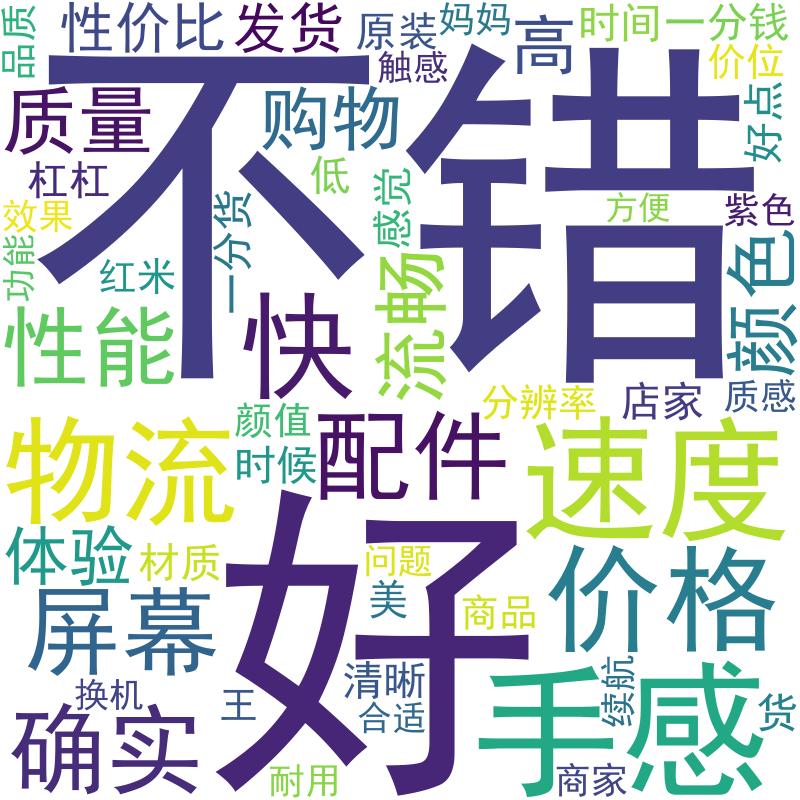 品质
性价比
发货
原装
妈妈
高
时间
一分钱
触感
价位
不错
质量
购物
好点
杠杠
低
感觉
一分货
效果
方便
紫色
功能
红米
流畅
颜色
性能
快
颜值
分辨率
店家
质感
物流
时候
配件
速度
体验
材质
好
问题
价格
屏幕
美
商品
换机
王
清晰
合适
手感
续航
货
确实
耐用
商家